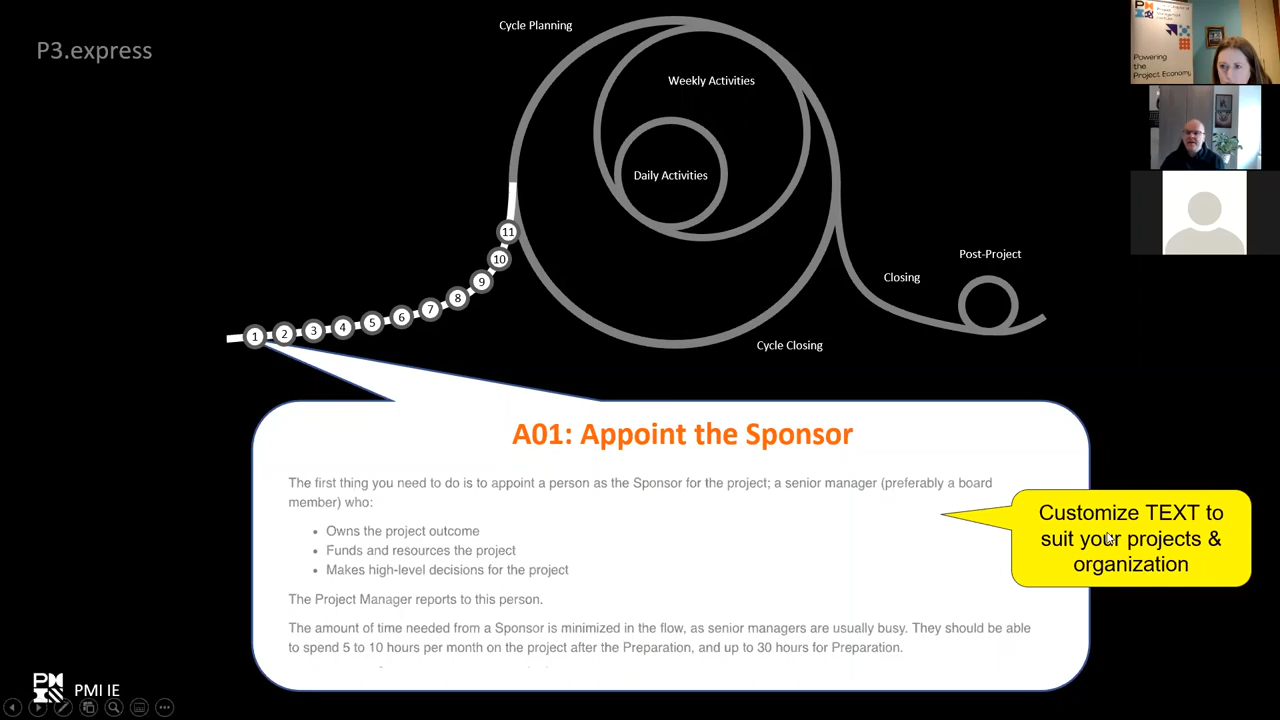 P3.express
Cycle Planning
Weekly Activities
Daily Activities
11
10
9
8
7
6
5
4
3
2
1
Post-Project
Closing
Cycle Closing
A01: Appoint the Sponsor
The first thing you need to do is to appoint a person as the Sponsor for the project; a senior manager (preferably a board
member) who:
• Owns the project outcome
• Funds and resources the project
• Makes high-level decisions for the project
The Project Manager reports to this person.
The amount of time needed from a Sponsor is minimized in the flow, as senior managers are usually busy. They should be able
to spend 5 to 10 hours per month on the project after the Preparation, and up to 30 hours for Preparation.
Customize TEXT to
suit your projects &
organization
PMI IE
Powering
the
Project Economy